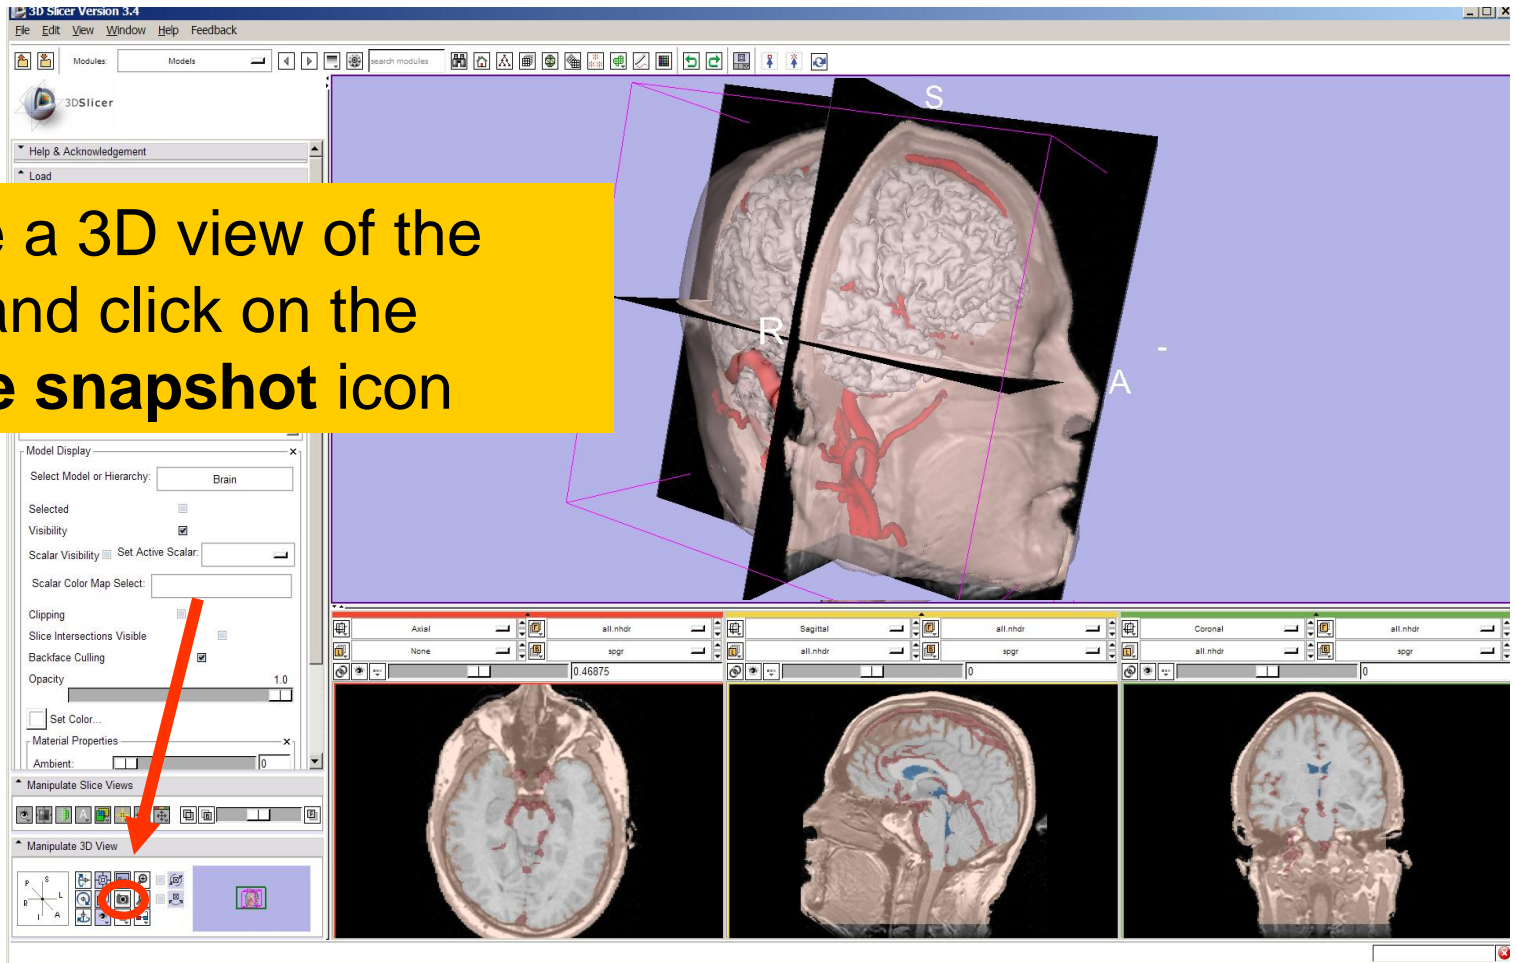 3D Slicer Version 3.4
File Edit View Window Help Feedback
Modules: Models search modules
3DSlicer
Help & Acknowledgement
Load
a 3D view of the
and click on the
snapshot icon
Model Display
Select Model or Hierarchy: Brain
Selected
Visibility
Scalar Visibility Set Active Scalar:
Scalar Color Map Select:
Clipping
Slice Intersections Visible
Backface Culling
Opacity 1.0
Set Color...
Material Properties
Ambient: 0
Manipulate Slice Views
Manipulate 3D View
P S
R L
I A
S
R
A
-
Axial all.nhdr
None spgr
0.46875
Sagittal all.nhdr
all.nhdr spgr
0
Coronal all.nhdr
all.nhdr spgr
0